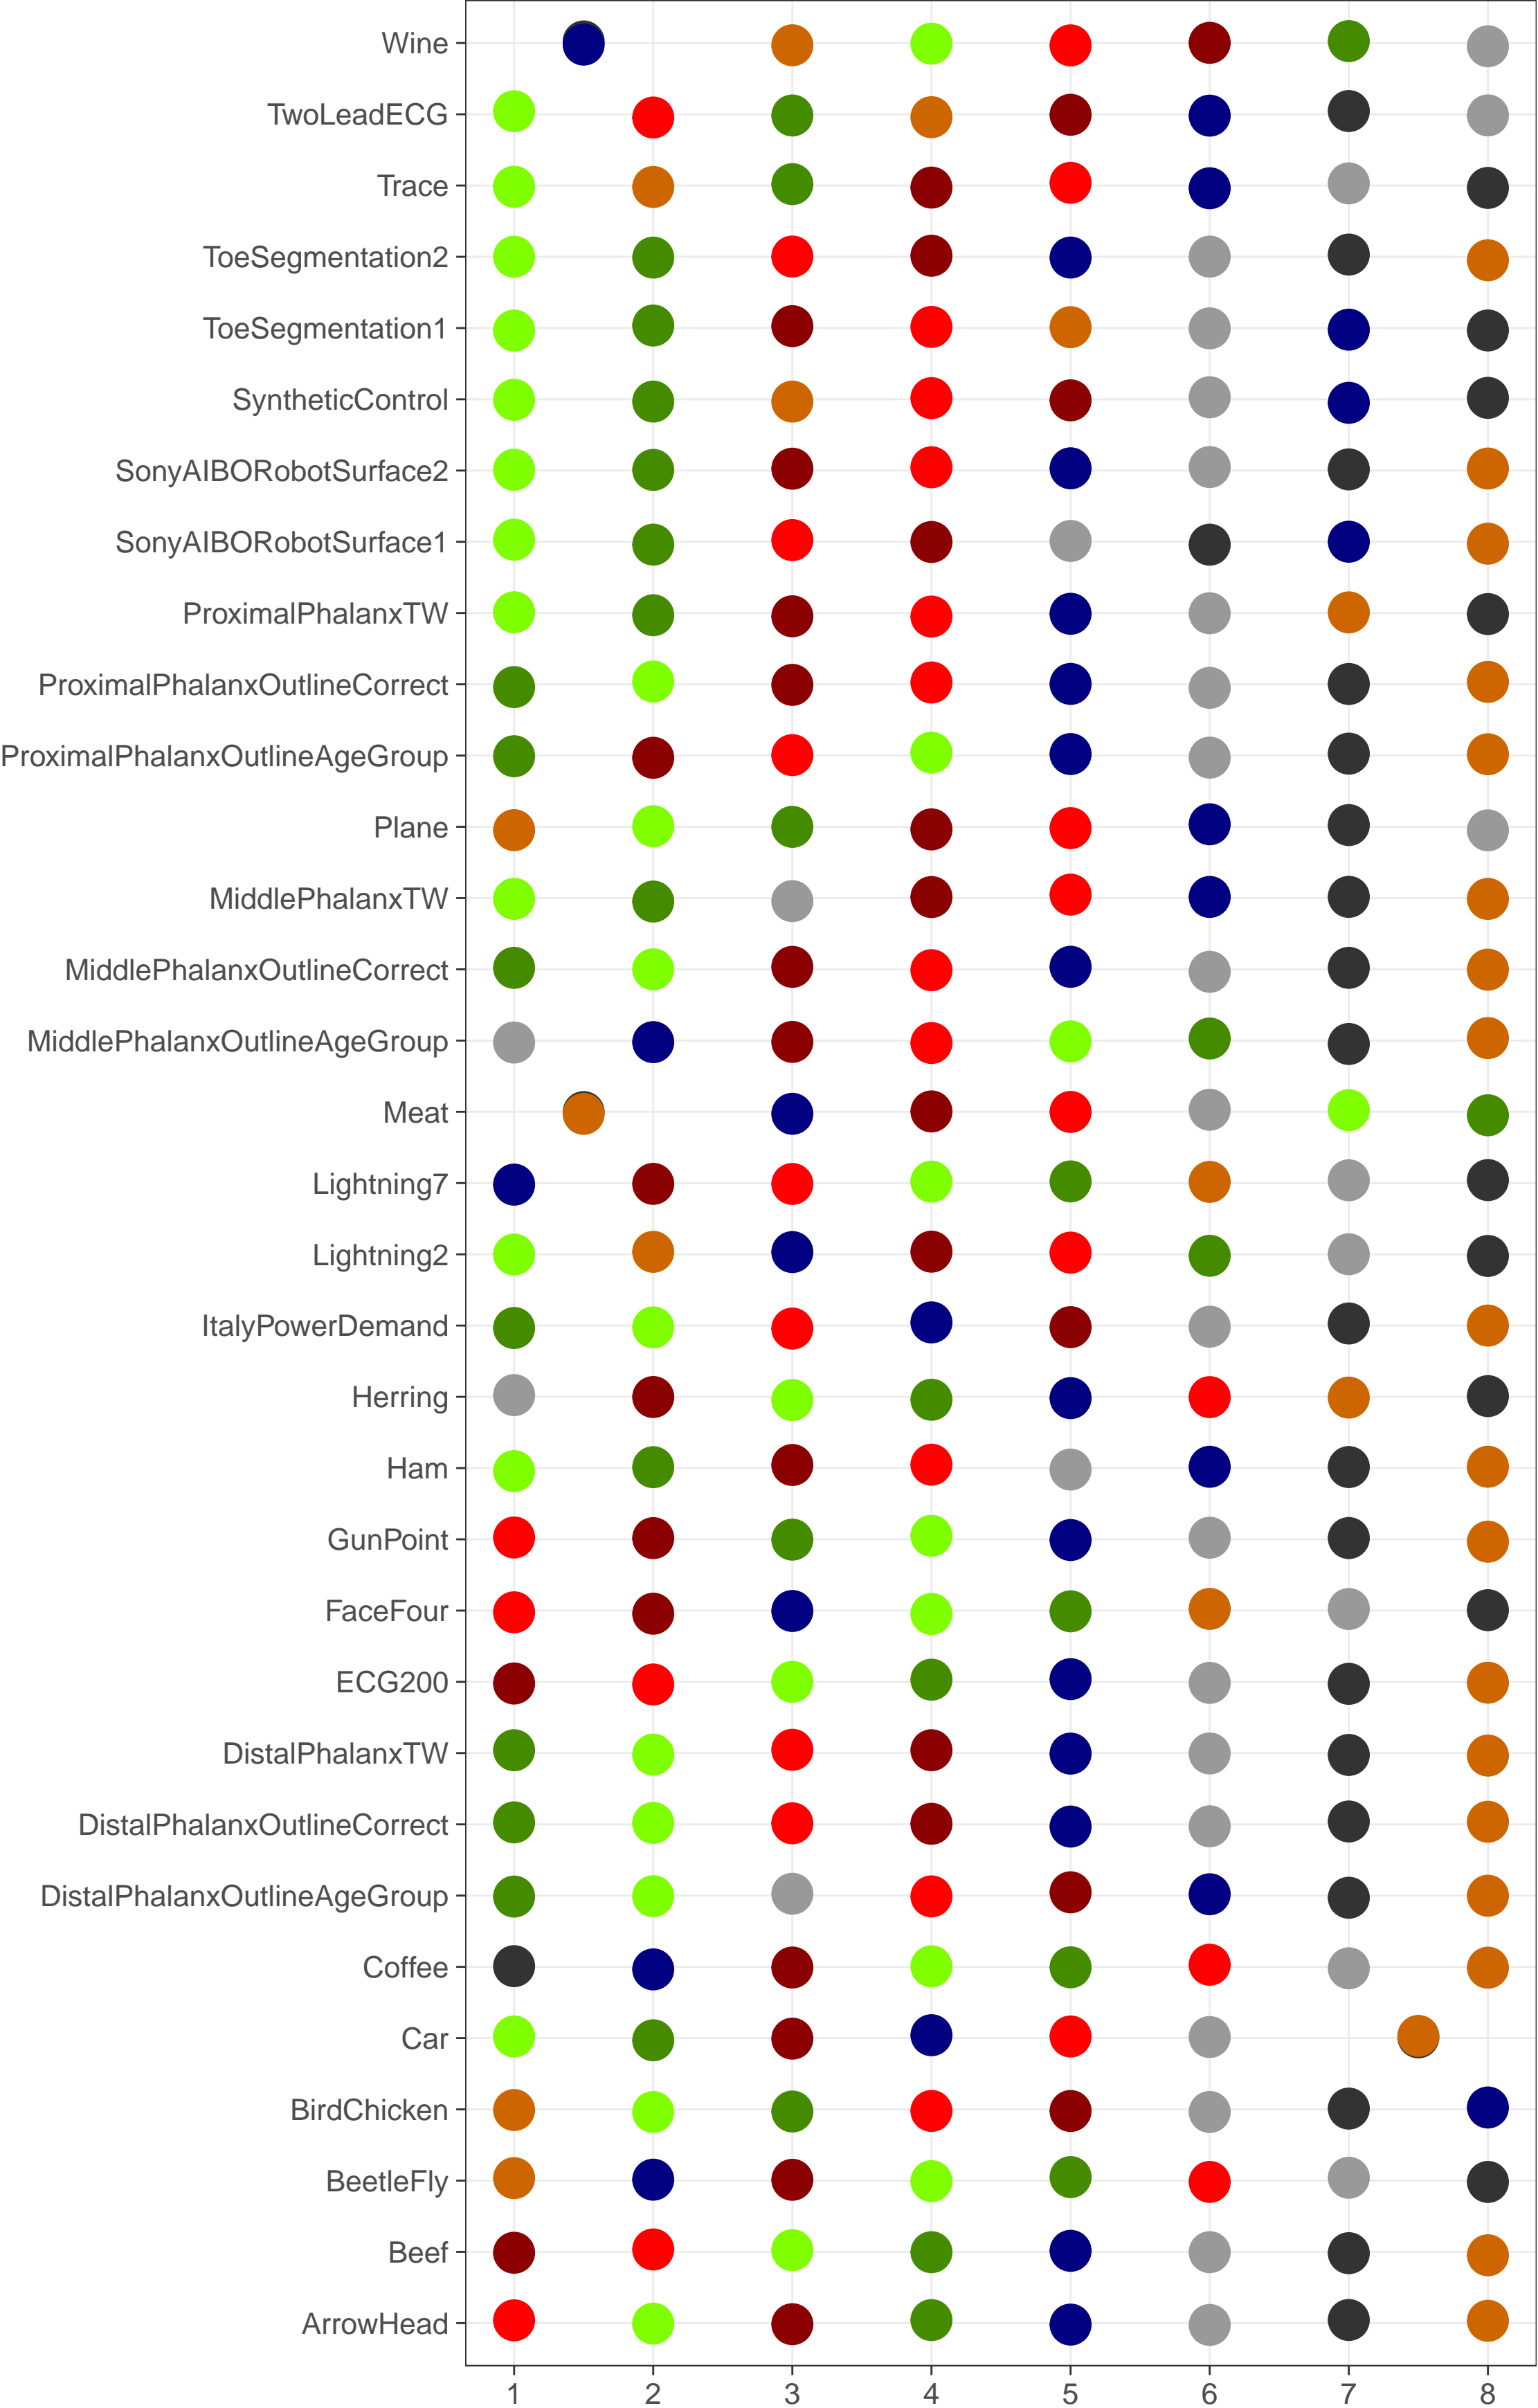 Wine
TwoLeadECG
Trace
ToeSegmentation2
ToeSegmentation1
SyntheticControl
SonyAIBORobotSurface2
SonyAIBORobotSurface1
ProximalPhalanxTW
ProximalPhalanxOutlineCorrect
ProximalPhalanxOutlineAgeGroup
Plane
MiddlePhalanxTW
MiddlePhalanxOutlineCorrect
MiddlePhalanxOutlineAgeGroup
Meat
Lightning7
Lightning2
ItalyPowerDemand
Herring
Ham
GunPoint
FaceFour
ECG200
DistalPhalanxTW
DistalPhalanxOutlineCorrect
DistalPhalanxOutlineAgeGroup
Coffee
Car
BirdChicken
BeetleFly
Beef
ArrowHead
1 2 3 4 5 6 7 8